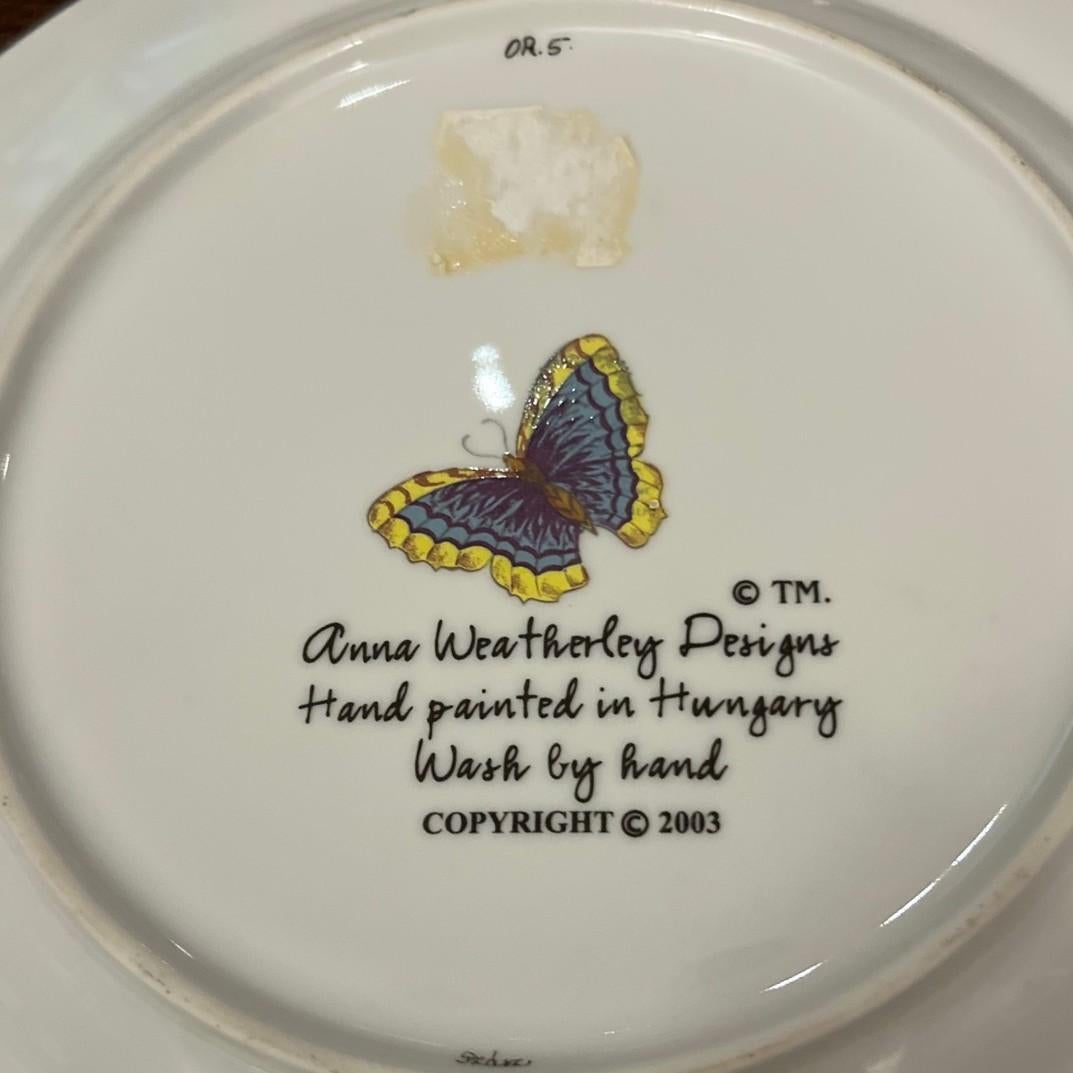 OR.5.
© TM.
Anna Weatherley Designs
Hand painted in Hungary
Wash by hand
COPYRIGHT © 2003